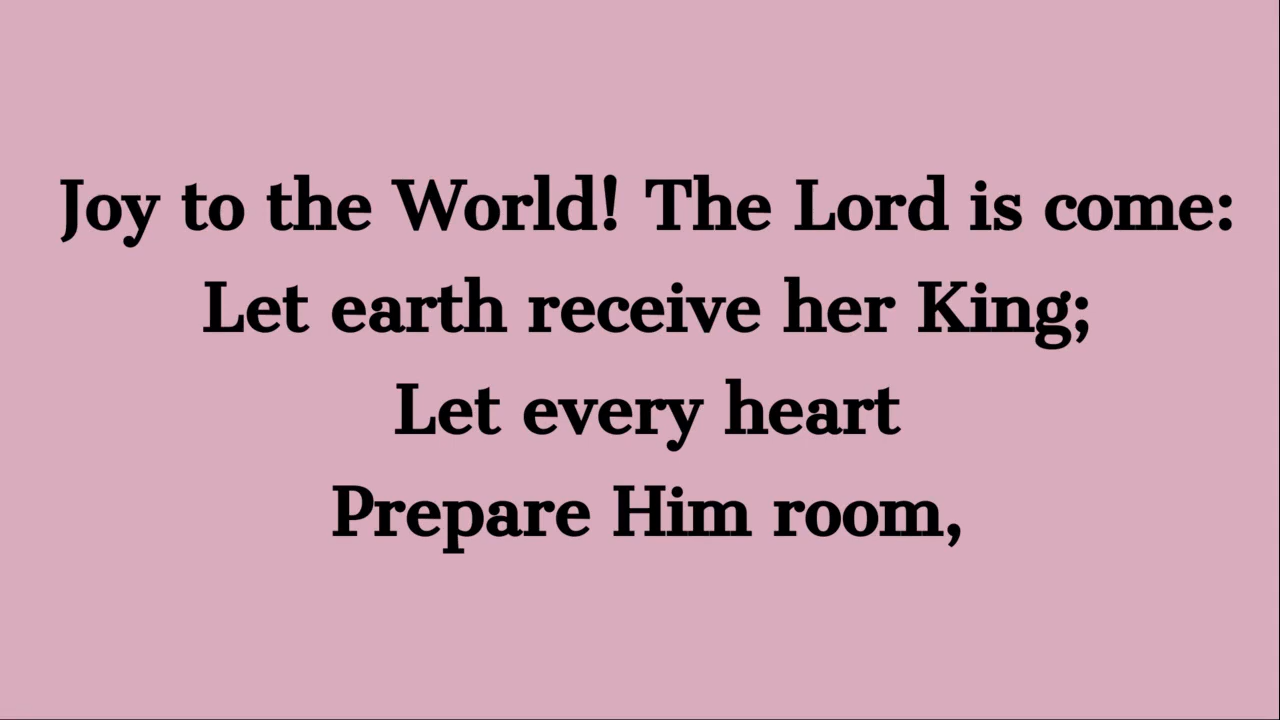 Joy to the World! The Lord is come:
Let earth receive her King;
Let every heart
Prepare Him room,